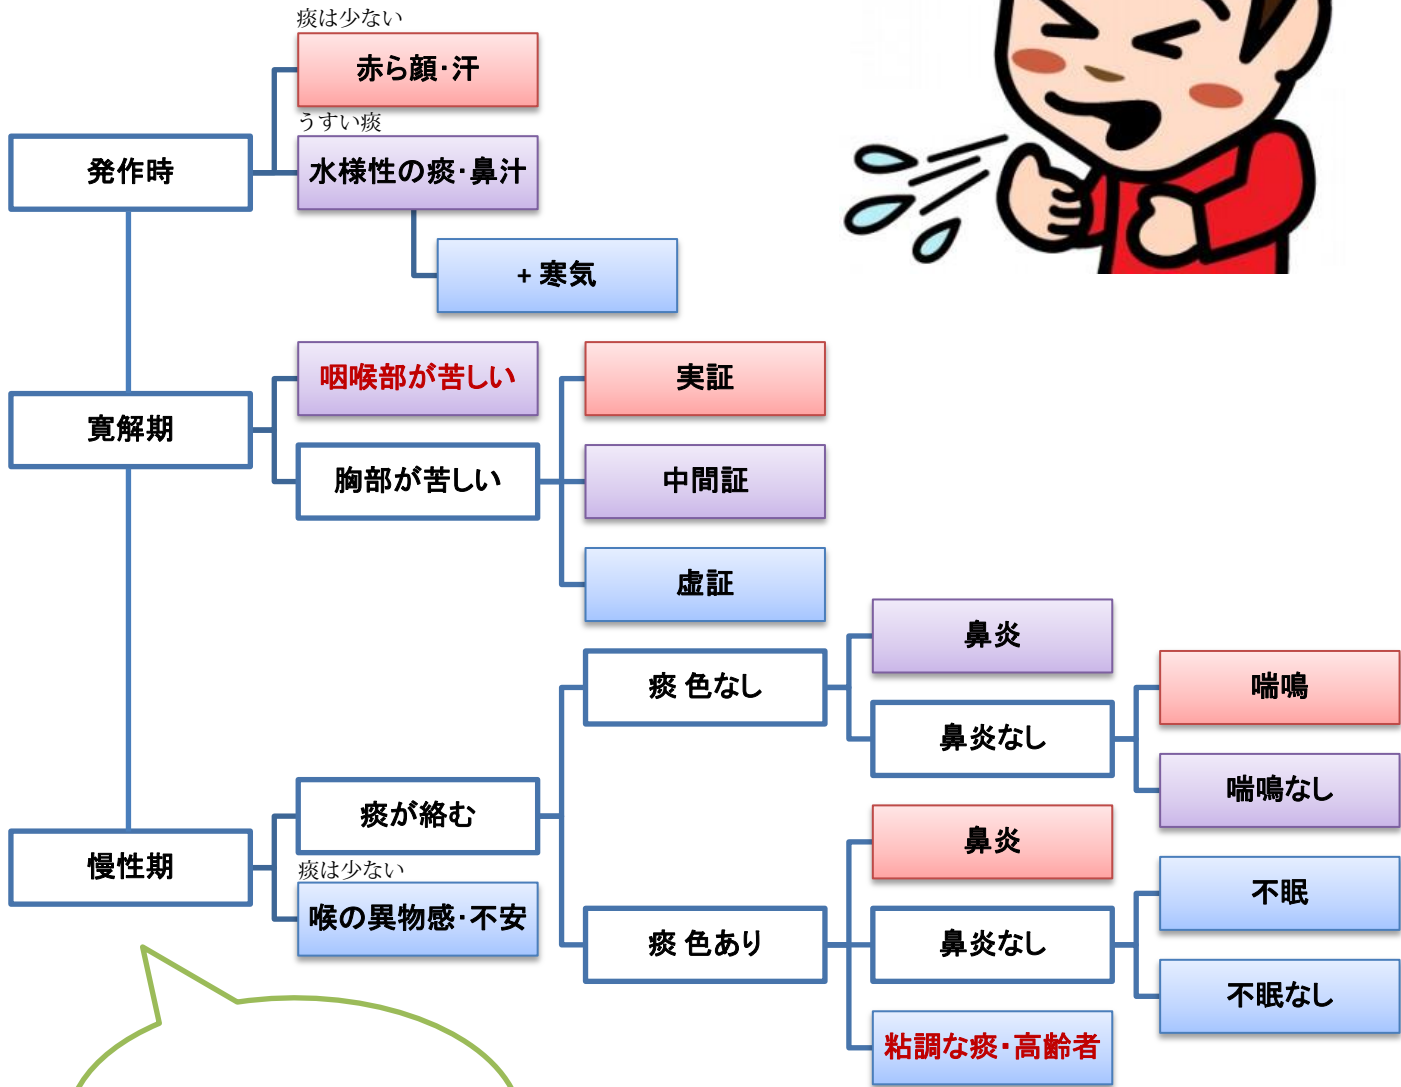 痰は少ない
赤ら顔・汗
うすい痰
発作時
水様性の痰・鼻汁
+ 寒気
咽喉部が苦しい
実証
寛解期
胸部が苦しい
中間証
虚証
鼻炎
痰 色なし
喘鳴
鼻炎なし
喘鳴なし
痰が絡む
鼻炎
慢性期
痰は少ない
喉の異物感・不安
不眠
痰 色あり
鼻炎なし
不眠なし
粘調な痰・高齢者